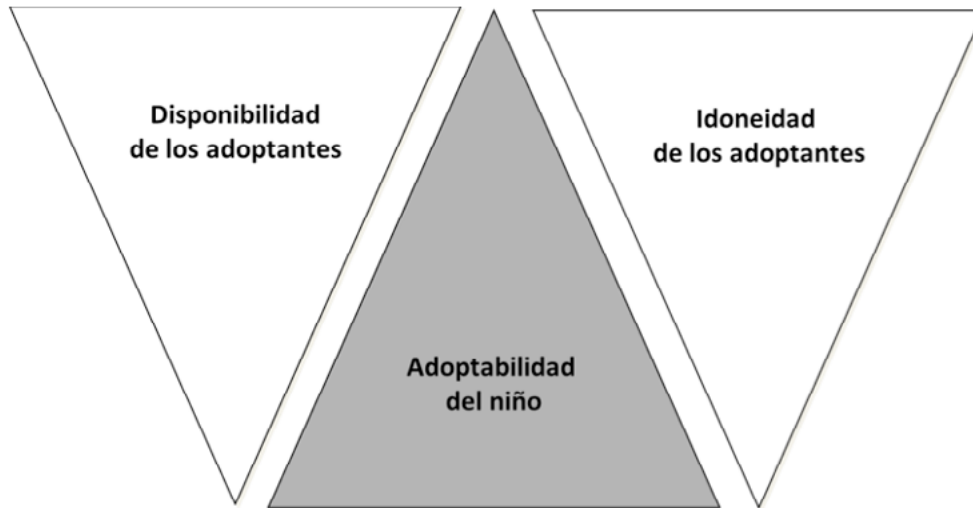 Disponibilidad
de los adoptantes
Idoneidad
de los adoptantes
Adoptabilidad
del niño